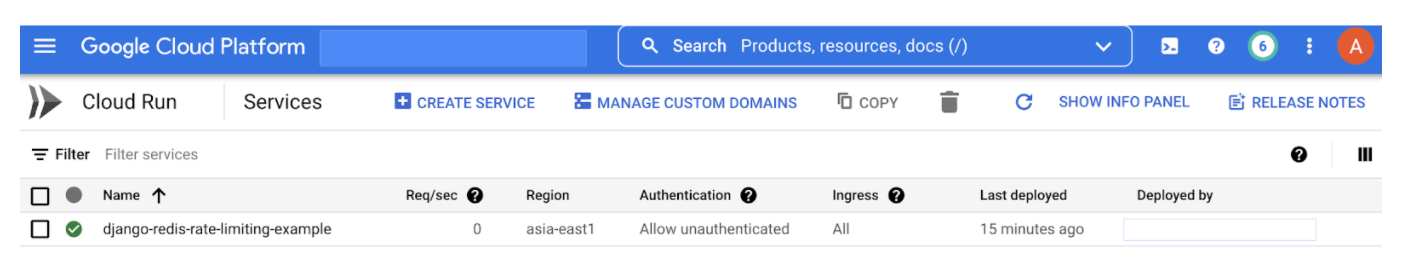 Google Cloud Platform Search Products, resources, docs (/) 6 A
Cloud Run Services CREATE SERVICE MANAGE CUSTOM DOMAINS COPY SHOW INFO PANEL RELEASE NOTES
Filter Filter services
Name Req/sec Region Authentication Ingress Last deployed Deployed by
django-redis-rate-limiting-example 0 asia-east1 Allow unauthenticated All 15 minutes ago